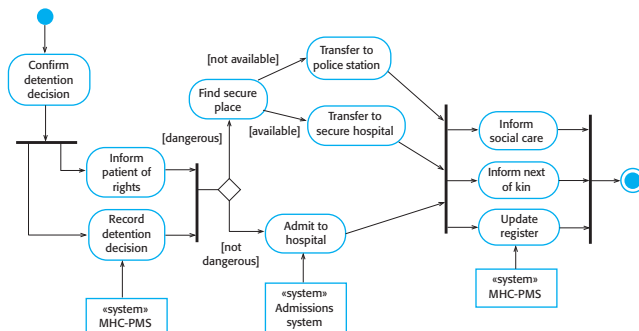 Confirm
detention
decision
[not available]
Transfer to
police station
Find secure
place
Transfer to
secure hospital
[available]
[dangerous]
Inform
social care
Inform
patient of
rights
Inform next
of kin
Record
detention
decision
Admit to
hospital
Update
register
[not
dangerous]
«system»
MHC-PMS
«system»
Admissions
system
«system»
MHC-PMS